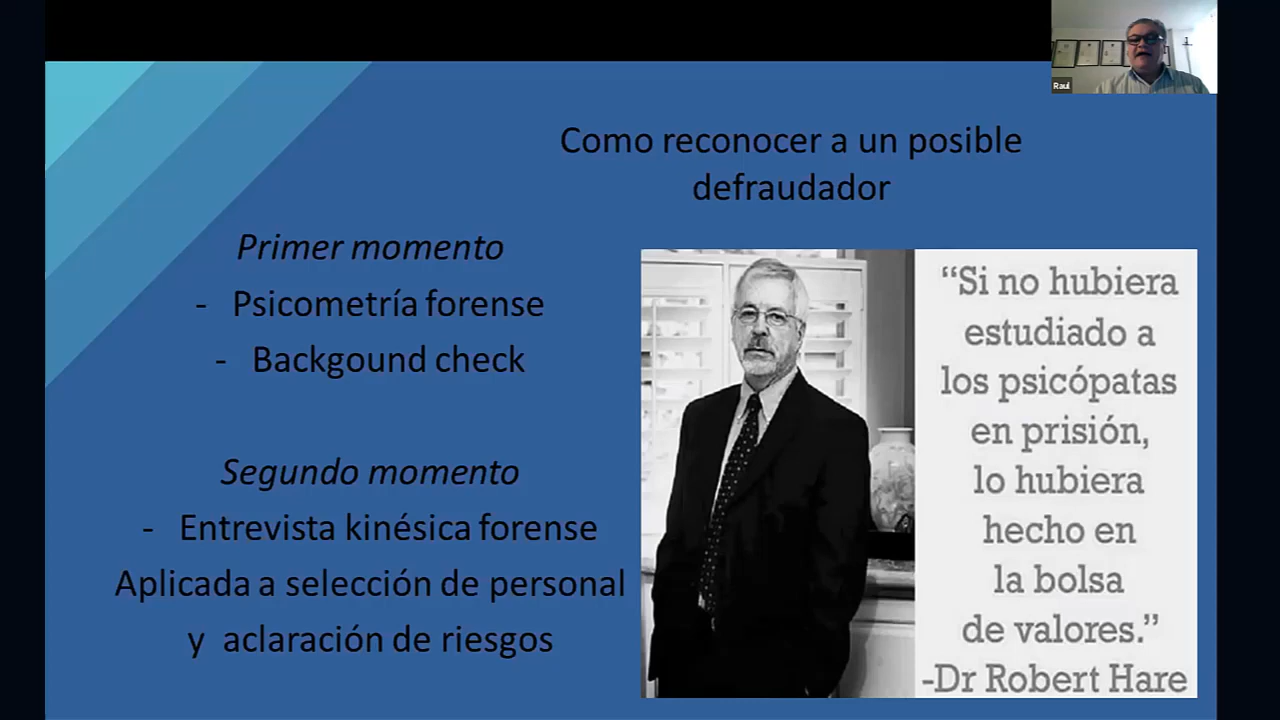 Raul
Como reconocer a un posible
defraudador
Primer momento
- Psicometría forense
- Backgound check
Segundo momento
- Entrevista kinésica forense
Aplicada a selección de personal
y aclaración de riesgos
“Si no hubiera
estudiado a
los psicópatas
en prisión,
lo hubiera
hecho en
la bolsa
de valores.”
-Dr Robert Hare